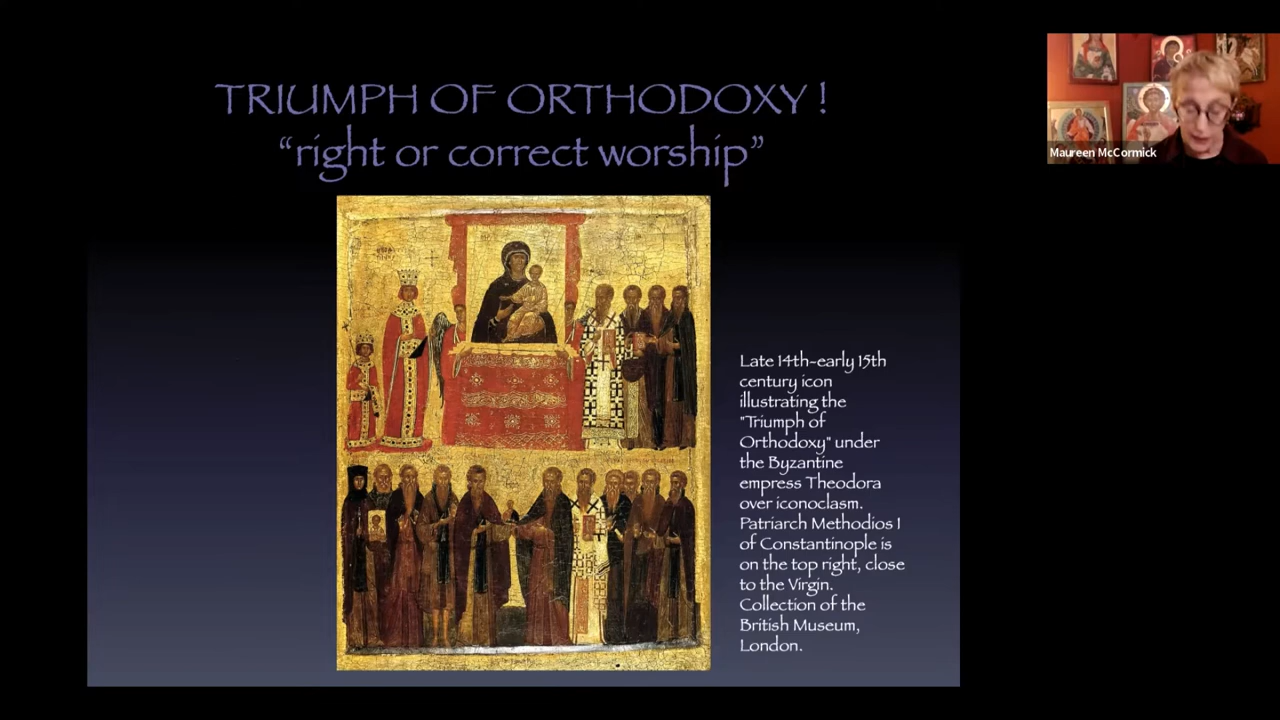 TRIUMPH OF ORTHODOXY !
“right or correct worship”
Maureen McCormick
Late 14th-early 15th
century icon
illustrating the
"Triumph of
Orthodoxy" under
the Byzantine
empress Theodora
over iconoclasm.
Patriarch Methodios I
of Constantinople is
on the top right, close
to the Virgin.
Collection of the
British Museum,
London.